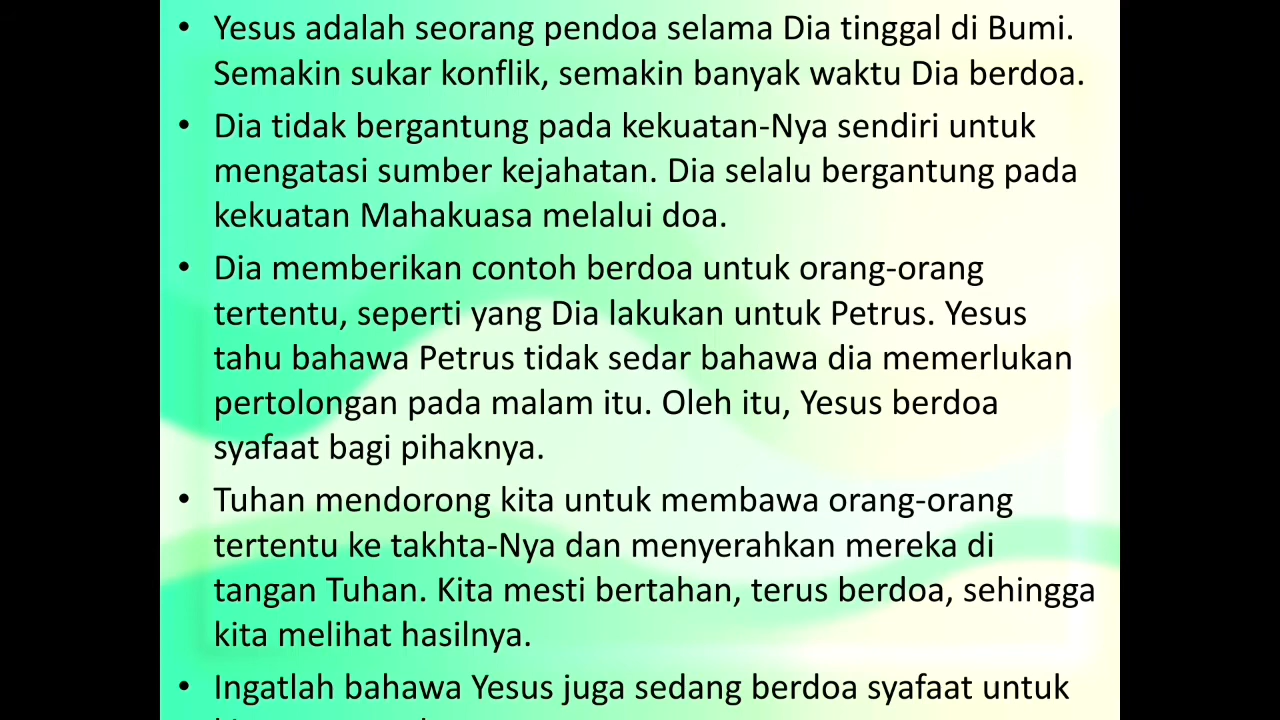 • Yesus adalah seorang pendoa selama Dia tinggal di Bumi.
Semakin sukar konflik, semakin banyak waktu Dia berdoa.
• Dia tidak bergantung pada kekuatan-Nya sendiri untuk
mengatasi sumber kejahatan. Dia selalu bergantung pada
kekuatan Mahakuasa melalui doa.
• Dia memberikan contoh berdoa untuk orang-orang
tertentu, seperti yang Dia lakukan untuk Petrus. Yesus
tahu bahawa Petrus tidak sedar bahawa dia memerlukan
pertolongan pada malam itu. Oleh itu, Yesus berdoa
syafaat bagi pihaknya.
• Tuhan mendorong kita untuk membawa orang-orang
tertentu ke takhta-Nya dan menyerahkan mereka di
tangan Tuhan. Kita mesti bertahan, terus berdoa, sehingga
kita melihat hasilnya.
• Ingatlah bahawa Yesus juga sedang berdoa syafaat untuk